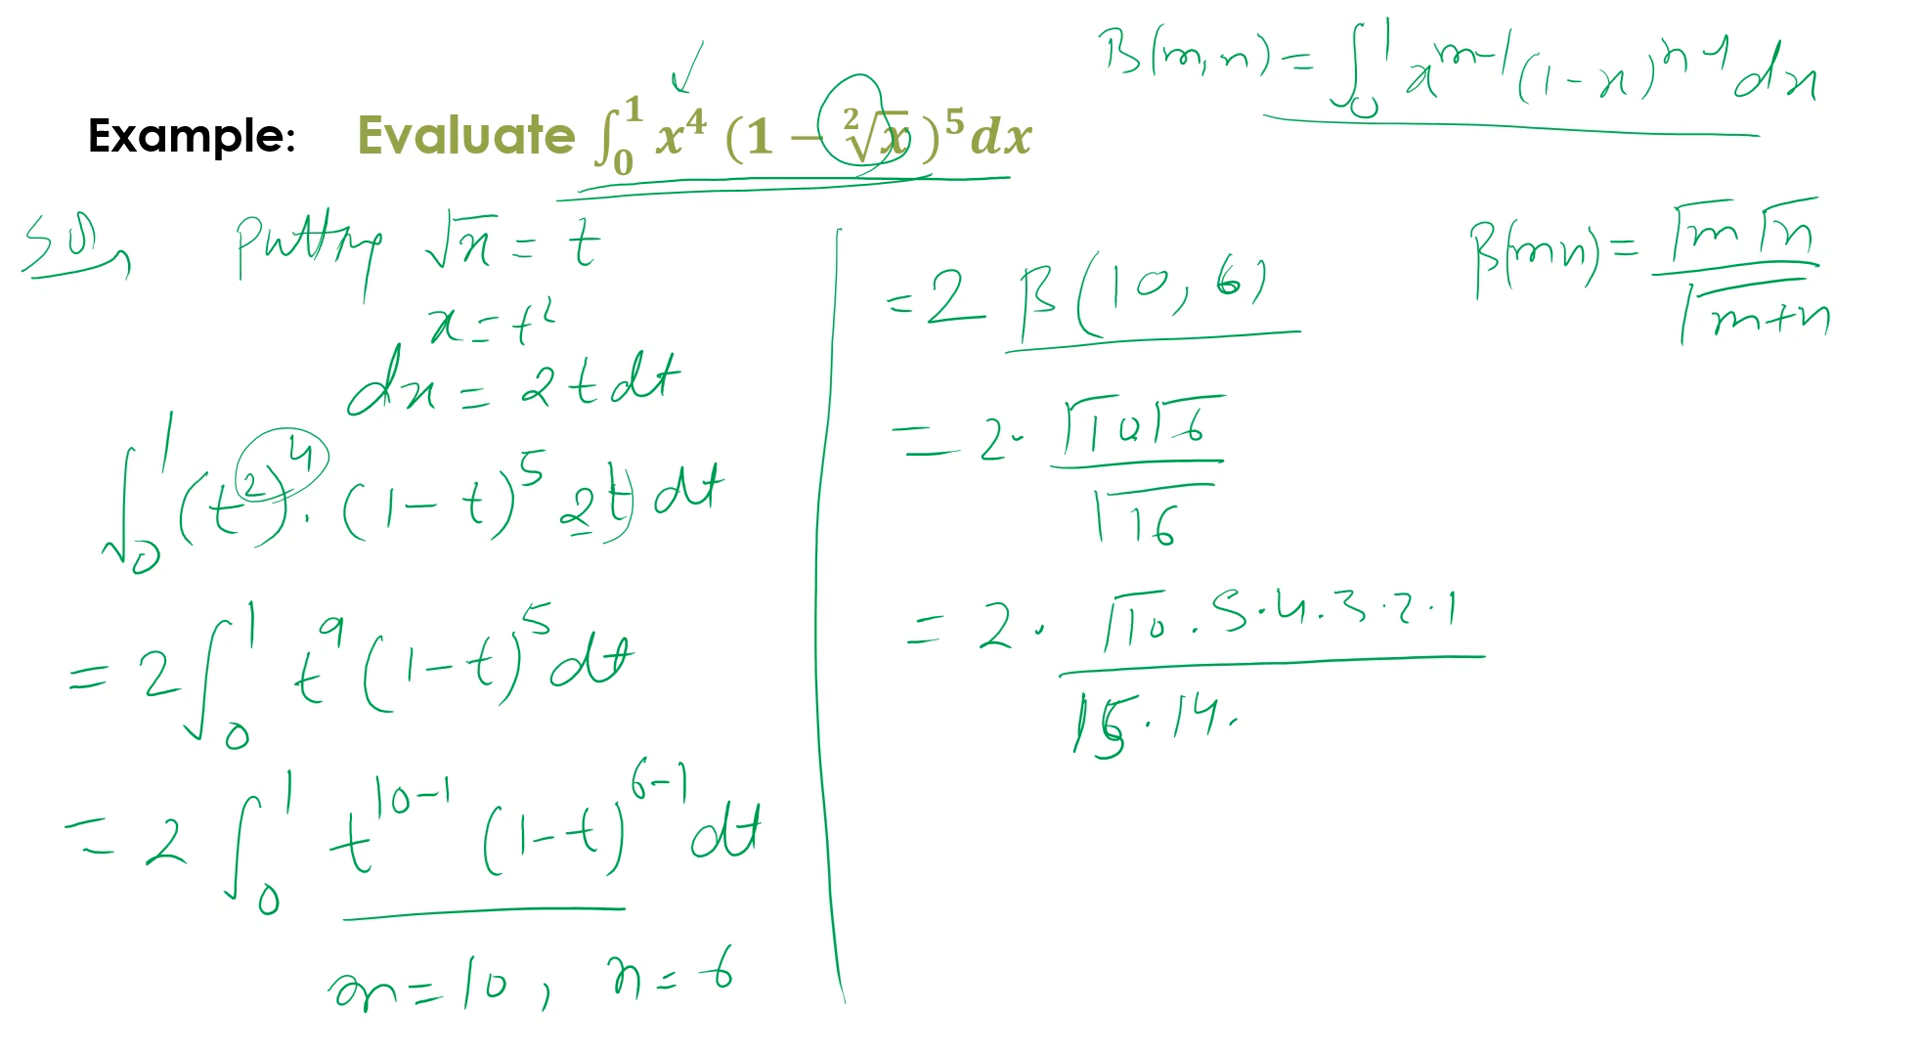 Example: Evaluate ∫₀¹ x⁴ (1 − ²√x )⁵ dx
B(m,n) = ∫₀¹ x^(m-1) (1-x)^(n-1) dx
β(m n) = Γm Γn / Γm+n
Soln
Putting √x = t
x = t²
dx = 2t dt
∫₀¹ (t²)⁴ . (1-t)⁵ 2t) dt
= 2 ∫₀¹ t⁹ (1-t)⁵ dt
= 2 ∫₀¹ t^(10-1) (1-t)^(6-1) dt
m = 10 , n = 6
= 2 β(10, 6)
= 2. Γ10 Γ6 / Γ16
= 2. Γ10 . 5.4.3.2.1 / 15.14.